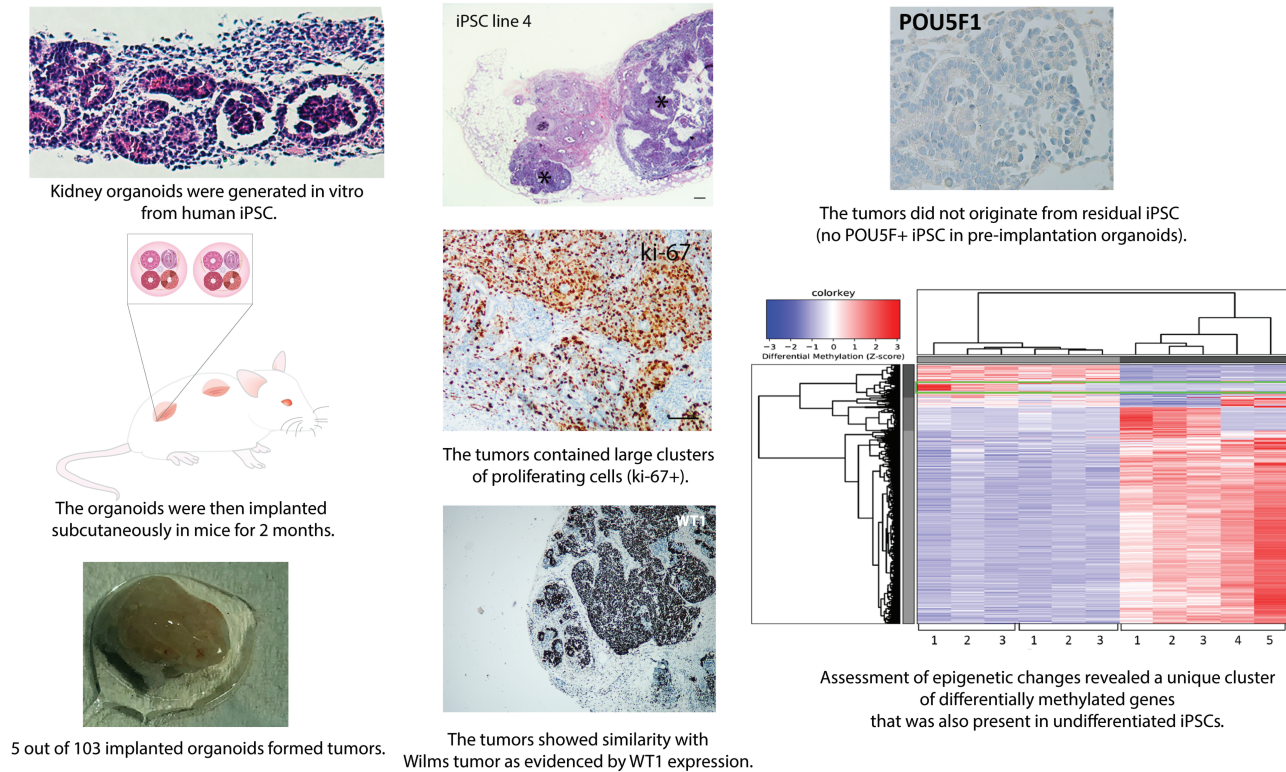 Kidney organoids were generated in vitro
from human iPSC.
The organoids were then implanted
subcutaneously in mice for 2 months.
5 out of 103 implanted organoids formed tumors.
iPSC line 4
*
*
ki-67
The tumors contained large clusters
of proliferating cells (ki-67+).
WT1
The tumors showed similarity with
Wilms tumor as evidenced by WT1 expression.
POU5F1
The tumors did not originate from residual iPSC
(no POU5F+ iPSC in pre-implantation organoids).
colorkey
−3 −2 −1 0 1 2 3
Differential Methylation (Z-score)
1 2 3 1 2 3 1 2 3 4 5
Assessment of epigenetic changes revealed a unique cluster
of differentially methylated genes
that was also present in undifferentiated iPSCs.